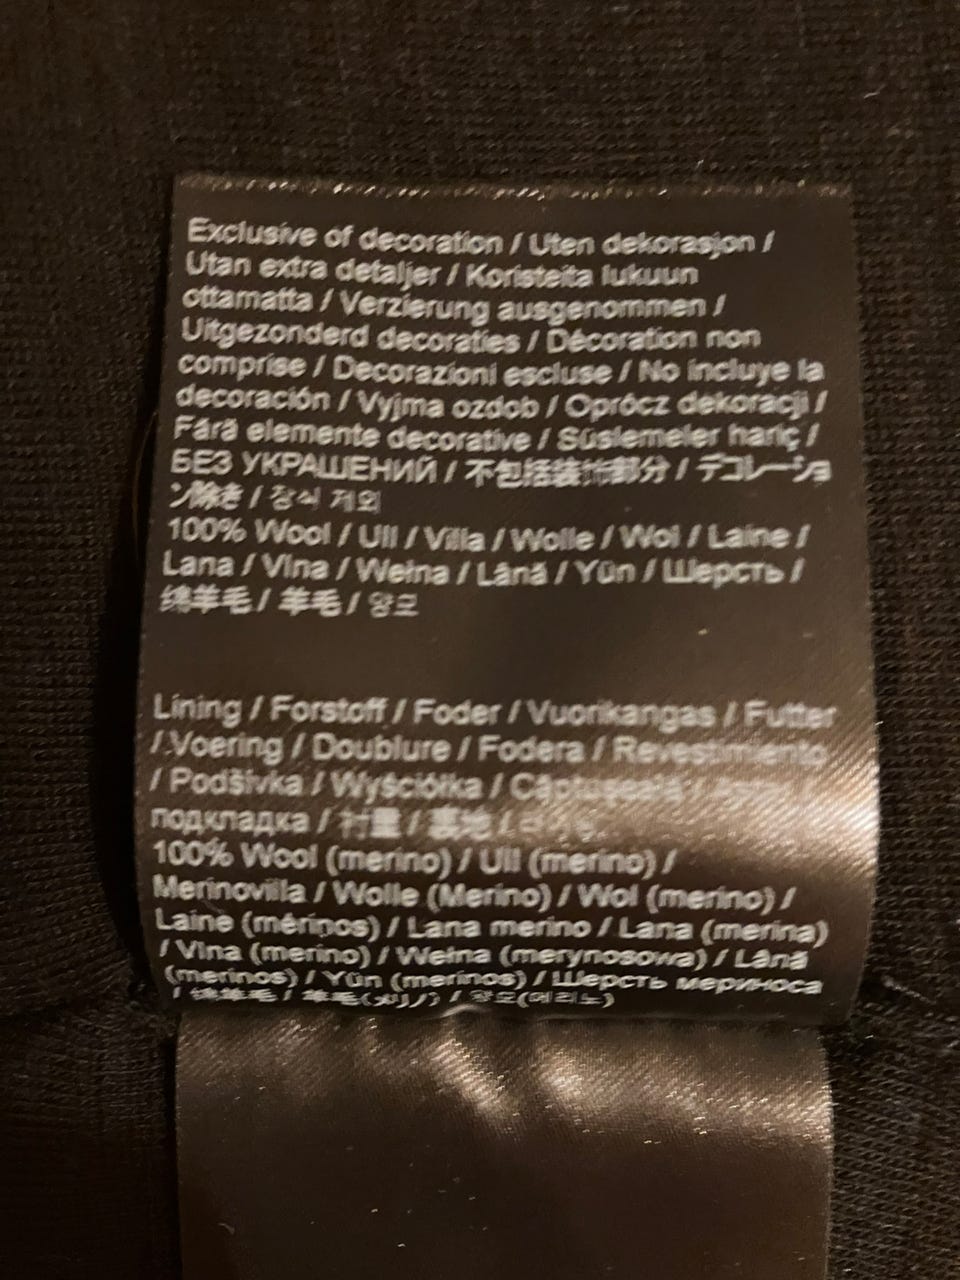 Exclusive of decoration / Uten dekorasjon /
Utan extra detaljer / Koristeita lukuun
ottamatta / Verzierung ausgenommen /
Uitgezonderd decoraties / Décoration non
comprise / Decorazioni escluse / No incluye la
decoración / Vyjma ozdob / Oprócz dekoracji /
Fără elemente decorative / Süslemeler hariç /
БЕЗ УКРАШЕНИЙ / 不包括装饰部分 / デコレーショ
ン除き / 장식 제외
100% Wool / Ull / Villa / Wolle / Wol / Laine /
Lana / Vlna / Wełna / Lână / Yün / Шерсть /
绵羊毛 / 羊毛 / 양모
Lining / Forstoff / Foder / Vuorikangas / Futter
/ Voering / Doublure / Fodera / Revestimiento
/ Podšívka / Wyściółka / Căptușeală / Astar /
подкладка / 衬里 / 裏地 /
100% Wool (merino) / Ull (merino) /
Merinovilla / Wolle (Merino) / Wol (merino) /
Laine (mérinos) / Lana merino / Lana (merina)
/ Vlna (merino) / Wełna (merynosowa) / Lână
(merinos) / Yün (merinos) / Шерсть мериноса
/ 绵羊毛 / 羊毛(メリノ) / 양모(메리노)